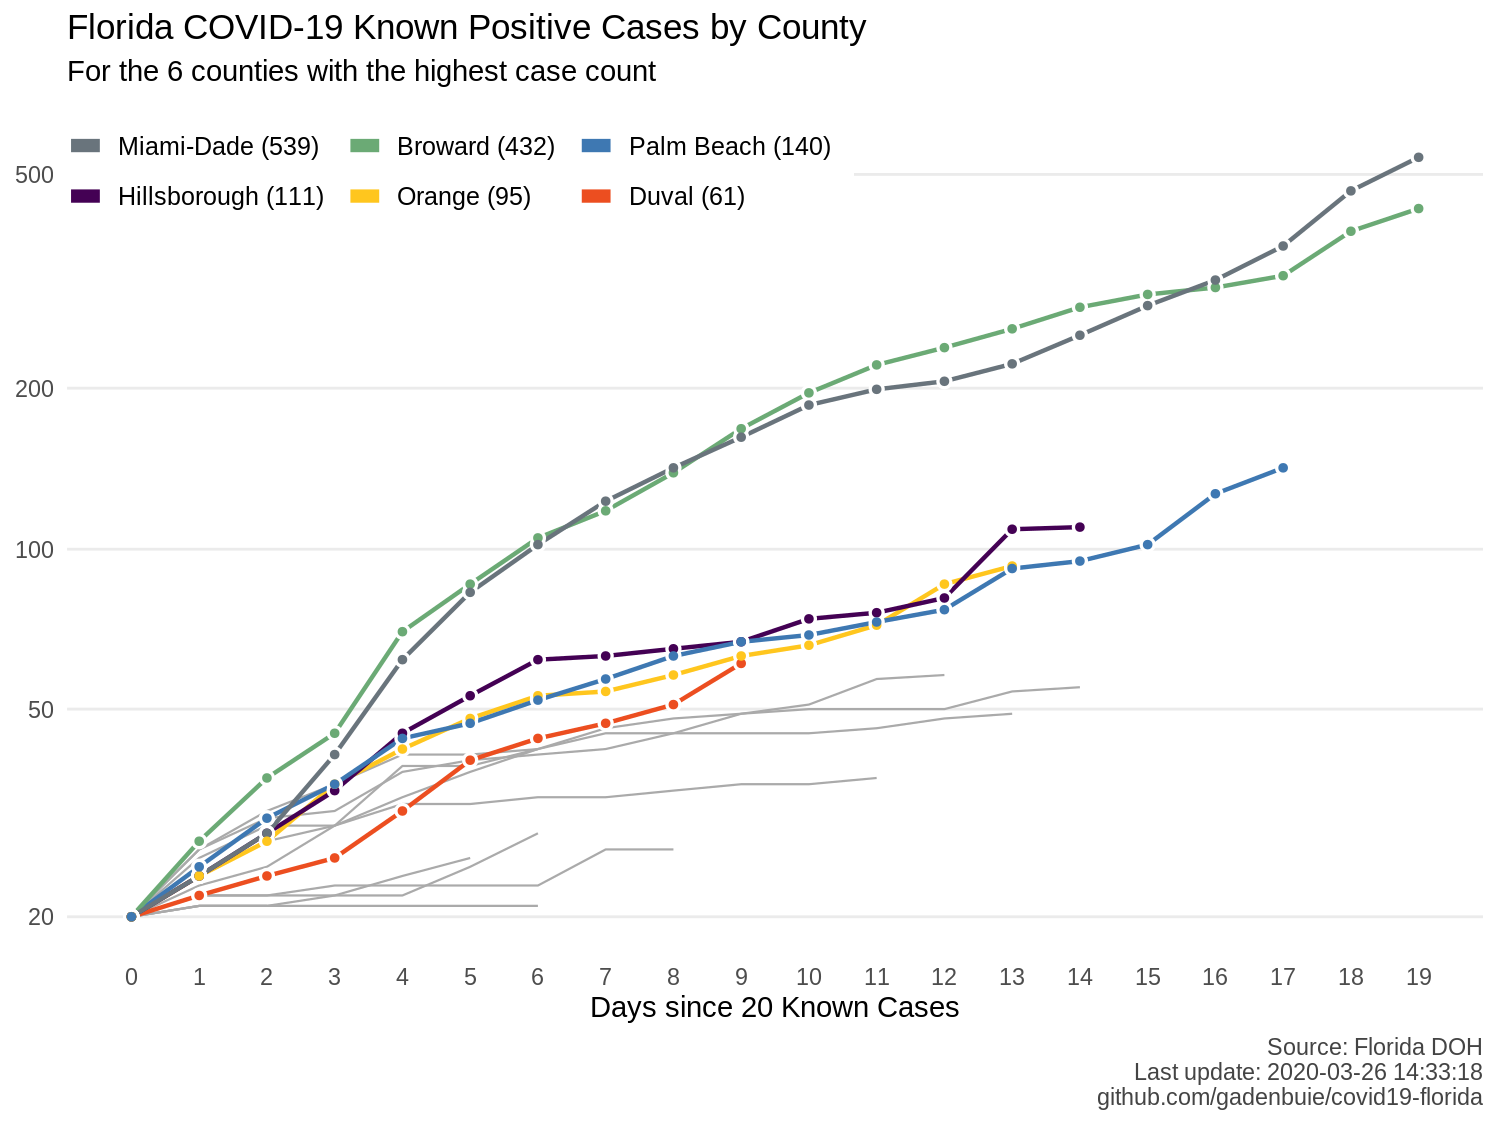 Florida COVID-19 Known Positive Cases by County
For the 6 counties with the highest case count
Miami-Dade (539) Broward (432) Palm Beach (140)
Hillsborough (111) Orange (95) Duval (61)
500
200
100
50
20
0 1 2 3 4 5 6 7 8 9 10 11 12 13 14 15 16 17 18 19
Days since 20 Known Cases
Source: Florida DOH
Last update: 2020-03-26 14:33:18
github.com/gadenbuie/covid19-florida